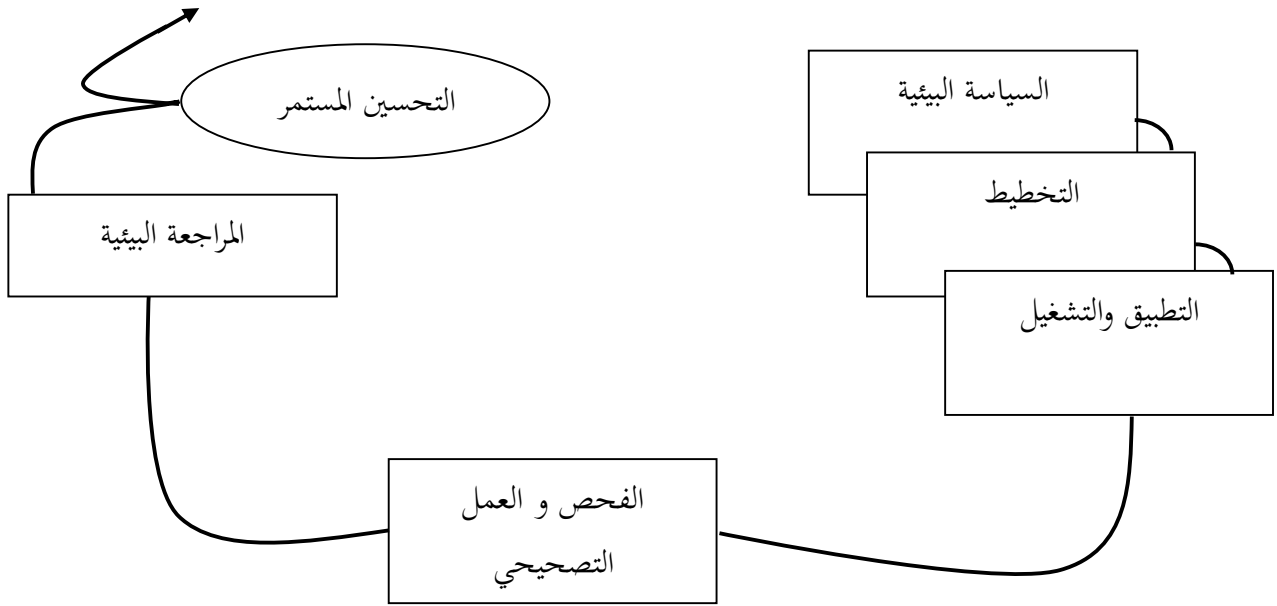 السياسة البيئية
التخطيط
التطبيق والتشغيل
الفحص و العمل
التصحيحي
المراجعة البيئية
التحسين المستمر